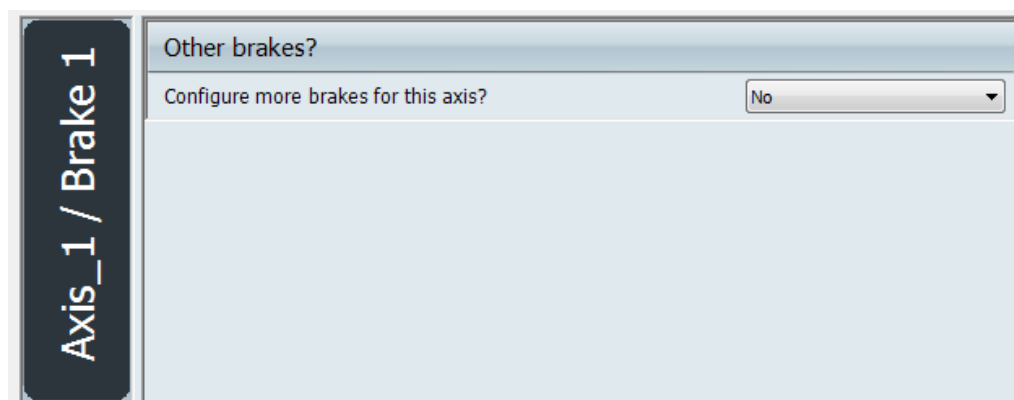 Axis_1 / Brake 1
Other brakes?
Configure more brakes for this axis?
No